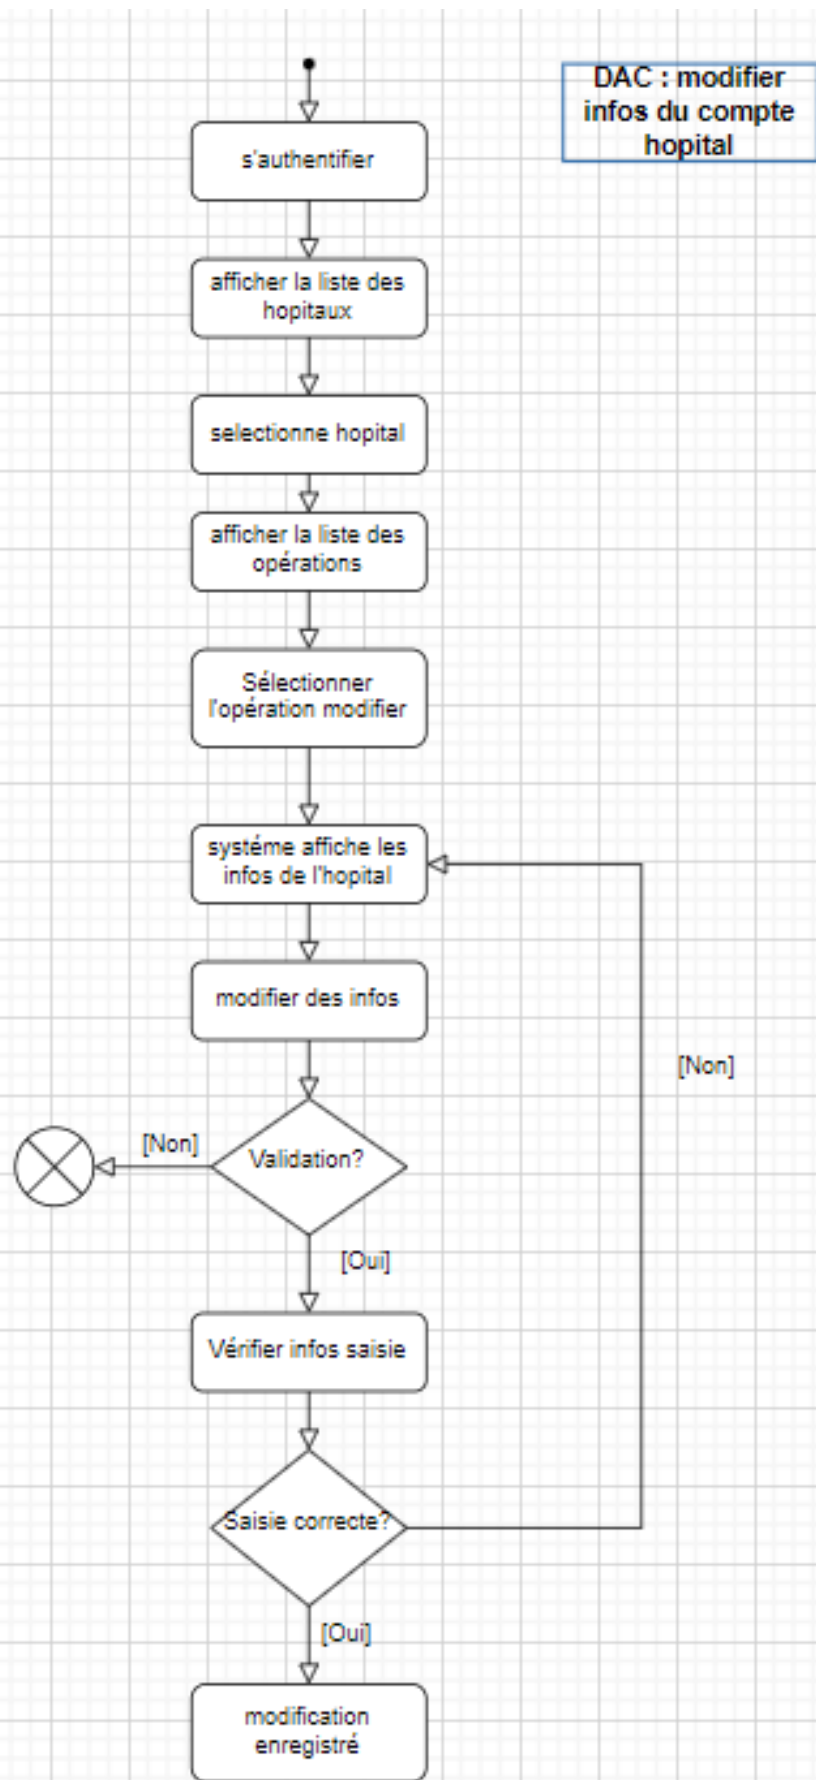 DAC : modifier
infos du compte
hopital
s'authentifier
afficher la liste des
hopitaux
selectionne hopital
afficher la liste des
opérations
Sélectionner
l'opération modifier
systéme affiche les
infos de l'hopital
modifier des infos
[Non]
[Non]
Validation?
[Oui]
Vérifier infos saisie
Saisie correcte?
[Oui]
modification
enregistré